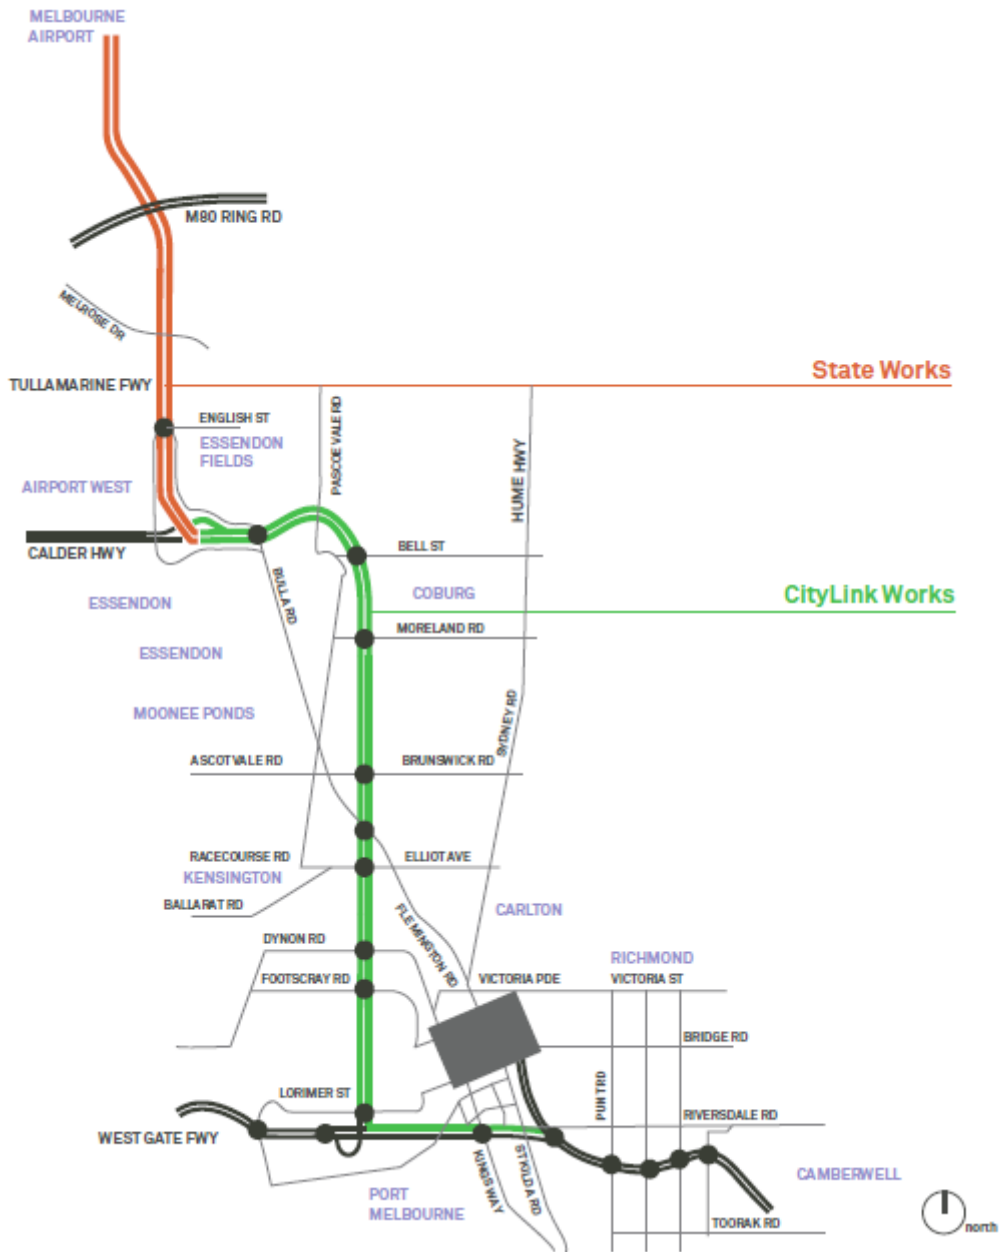 MELBOURNE
AIRPORT
M80 RING RD
MELROSE DR
State Works
TULLAMARINE FWY
PASCOE VALE RD
ENGLISH ST
ESSENDON
FIELDS
HUME HWY
AIRPORT WEST
CALDER HWY
BELL ST
BULLA RD
COBURG
CityLink Works
ESSENDON
MORELAND RD
ESSENDON
SYDNEY RD
MOONEE PONDS
ASCOTVALE RD
BRUNSWICK RD
RACECOURSE RD
ELLIOT AVE
KENSINGTON
BALLARAT RD
FLEMINGTON RD
CARLTON
DYNON RD
RICHMOND
FOOTSCRAY RD
VICTORIA PDE
VICTORIA ST
BRIDGE RD
PUNT RD
LORIMER ST
RIVERSDALE RD
WEST GATE FWY
KINGS WAY
ST KILDA RD
CAMBERWELL
PORT
MELBOURNE
TOORAK RD
north